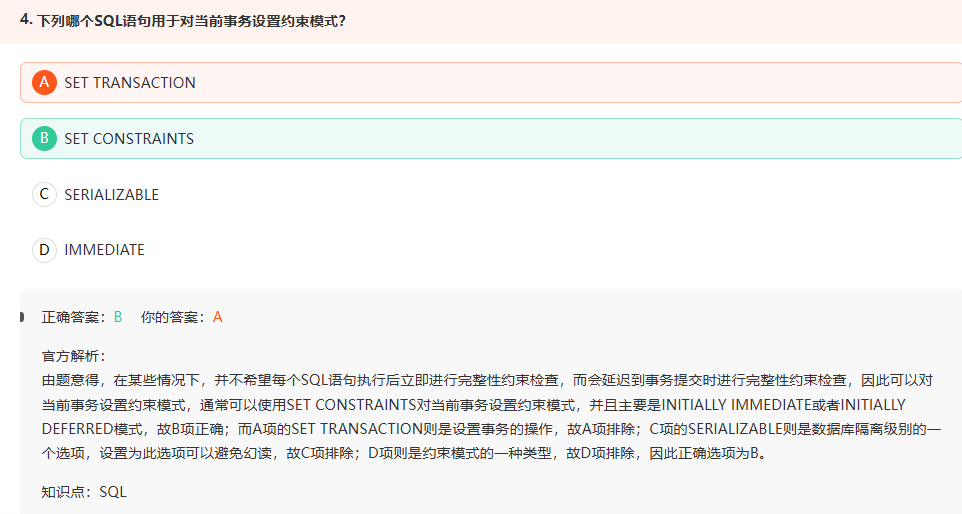 4. 下列哪个SQL语句用于对当前事务设置约束模式？
A SET TRANSACTION
B SET CONSTRAINTS
C SERIALIZABLE
D IMMEDIATE
正确答案：B 你的答案：A
官方解析：
由题意得，在某些情况下，并不希望每个SQL语句执行后立即进行完整性约束检查，而会延迟到事务提交时进行完整性约束检查，因此可以对
当前事务设置约束模式，通常可以使用SET CONSTRAINTS对当前事务设置约束模式，并且主要是INITIALLY IMMEDIATE或者INITIALLY
DEFERRED模式，故B项正确；而A项的SET TRANSACTION则是设置事务的操作，故A项排除；C项的SERIALIZABLE则是数据库隔离级别的一
个选项，设置为此选项可以避免幻读，故C项排除；D项则是约束模式的一种类型，故D项排除，因此正确选项为B。
知识点：SQL